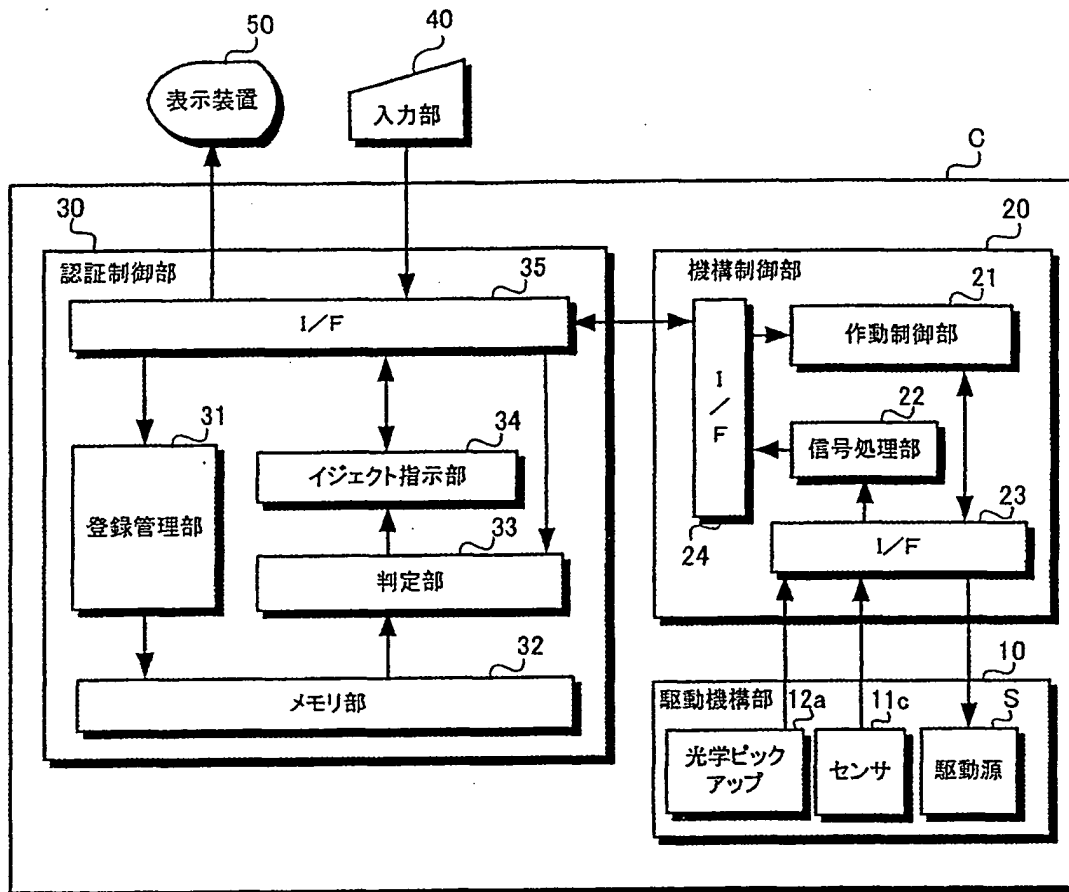 50
40
表示装置
入力部
C
30
認証制御部
35
I/F
20
機構制御部
21
作動制御部
I/F
24
22
信号処理部
23
I/F
31
登録管理部
34
イジェクト指示部
33
判定部
32
メモリ部
10
駆動機構部
12a
11c
S
光学ピック
アップ
センサ
駆動源